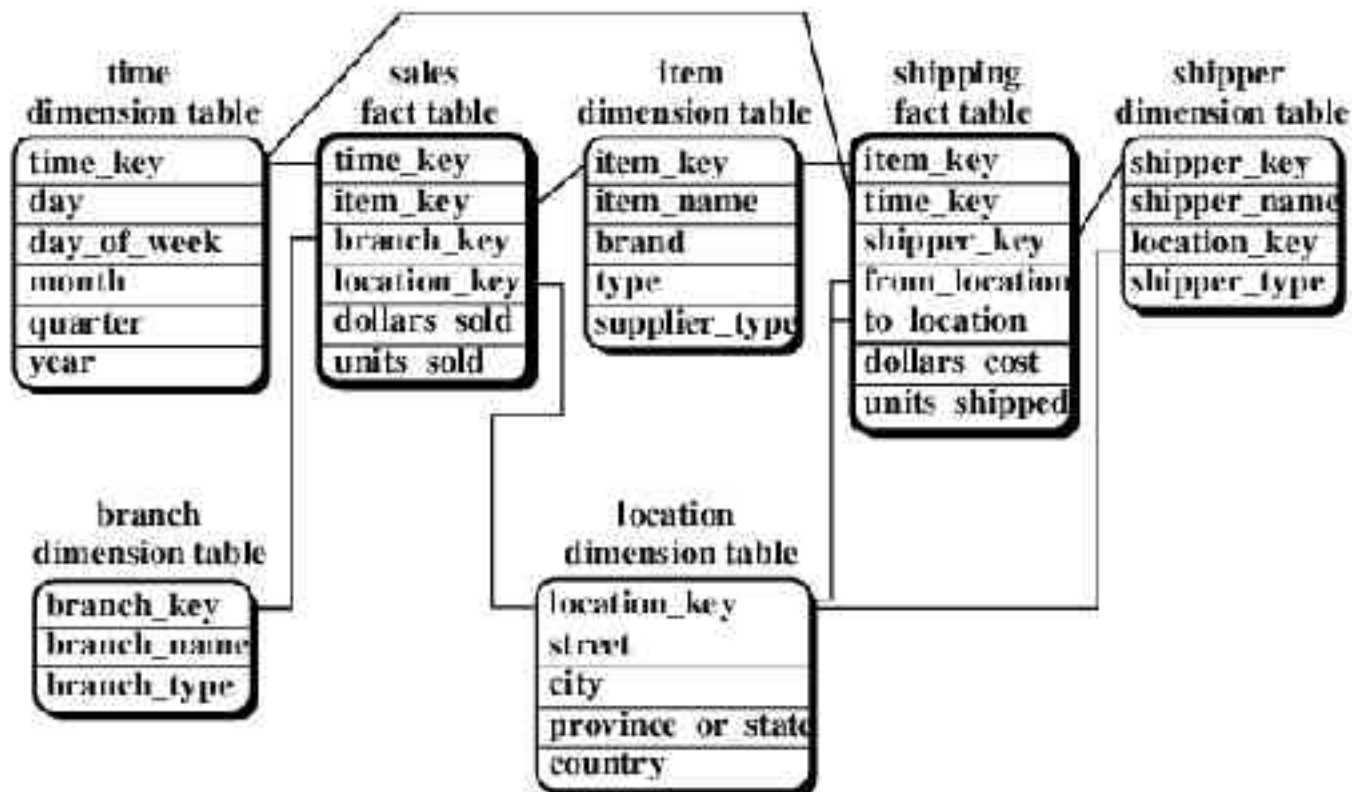 time
dimension table
time_key
day
day_of_week
month
quarter
year
sales
fact table
time_key
item_key
branch_key
location_key
dollars_sold
units_sold
item
dimension table
item_key
item_name
brand
type
supplier_type
shipping
fact table
item_key
time_key
shipper_key
from_location
to_location
dollars_cost
units_shipped
shipper
dimension table
shipper_key
shipper_name
location_key
shipper_type
branch
dimension table
branch_key
branch_name
branch_type
location
dimension table
location_key
street
city
province_or_state
country